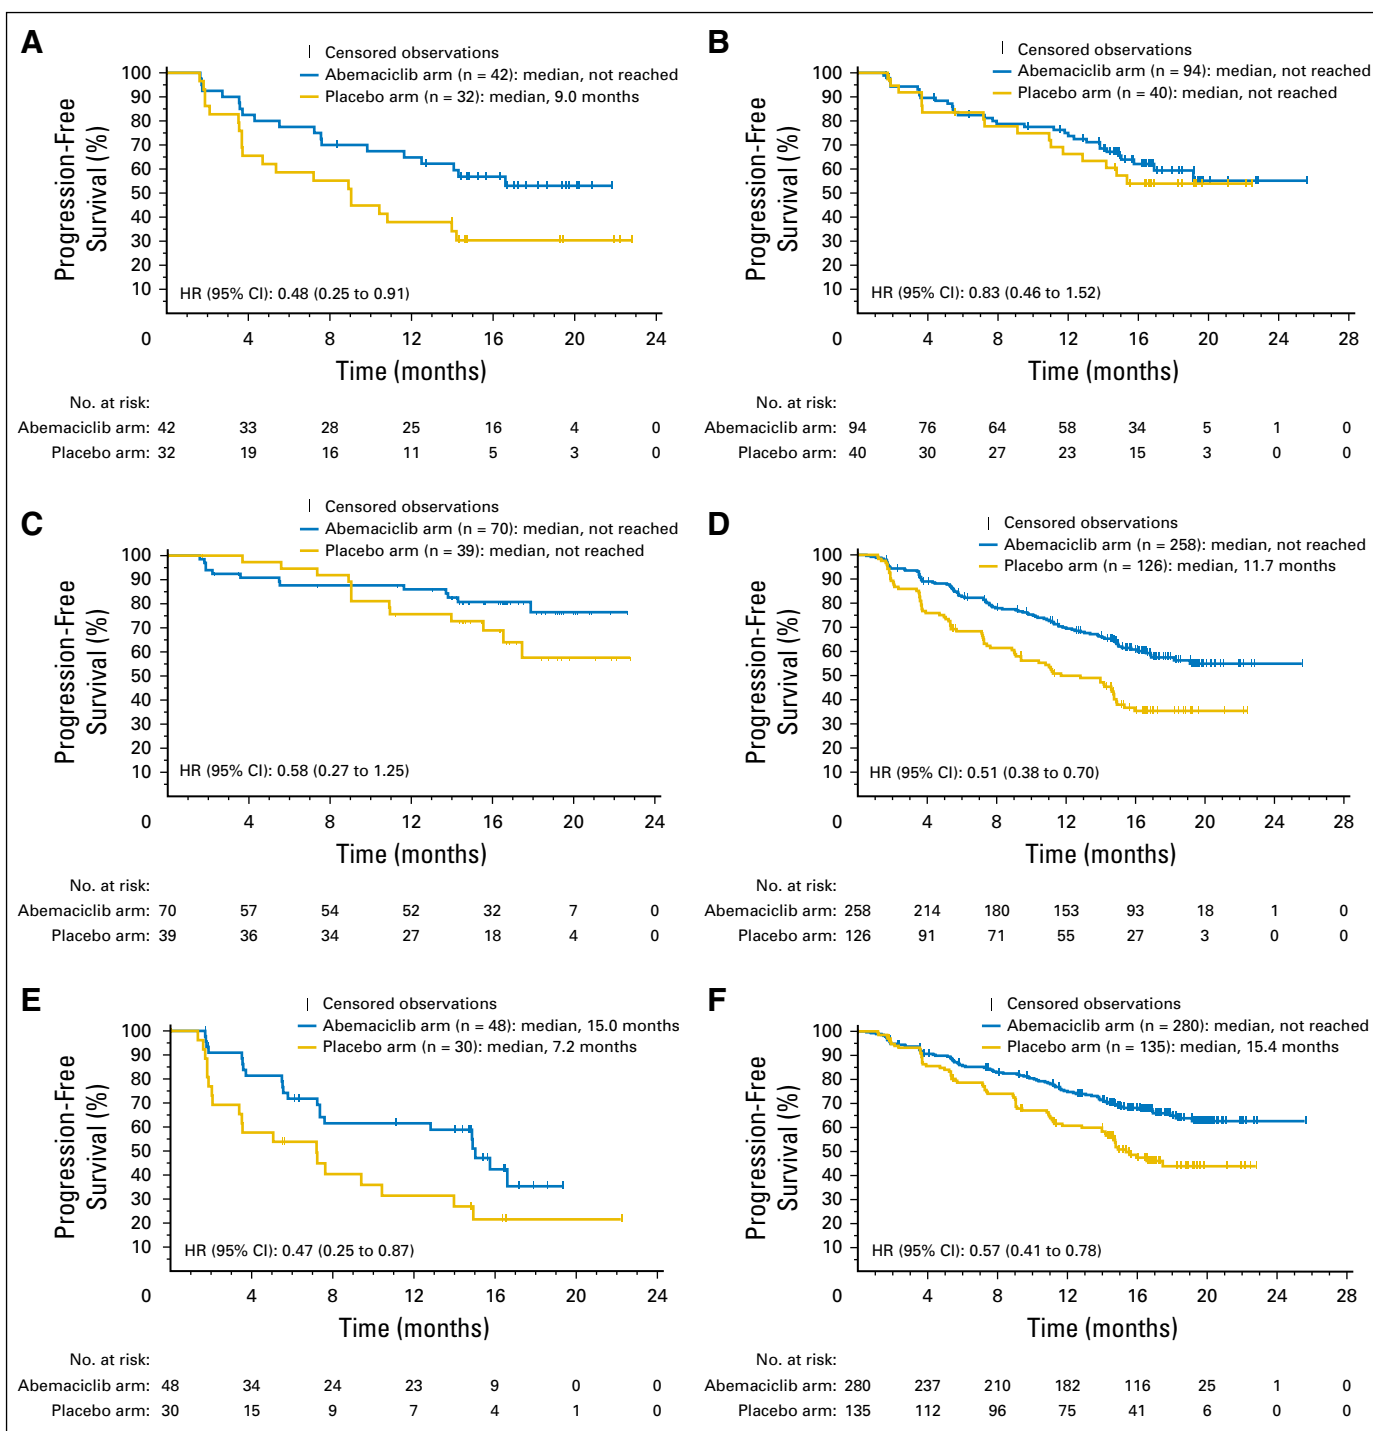 A
Censored observations
Abemaciclib arm (n = 42): median, not reached
Placebo arm (n = 32): median, 9.0 months
Progression-Free
Survival (%)
100
90
80
70
60
50
40
30
20
10
HR (95% CI): 0.48 (0.25 to 0.91)
0 4 8 12 16 20 24
Time (months)
No. at risk:
Abemaciclib arm: 42 33 28 25 16 4 0
Placebo arm: 32 19 16 11 5 3 0
B
Censored observations
Abemaciclib arm (n = 94): median, not reached
Placebo arm (n = 40): median, not reached
Progression-Free
Survival (%)
100
90
80
70
60
50
40
30
20
10
HR (95% CI): 0.83 (0.46 to 1.52)
0 4 8 12 16 20 24 28
Time (months)
No. at risk:
Abemaciclib arm: 94 76 64 58 34 5 1 0
Placebo arm: 40 30 27 23 15 3 0 0
C
Censored observations
Abemaciclib arm (n = 70): median, not reached
Placebo arm (n = 39): median, not reached
Progression-Free
Survival (%)
100
90
80
70
60
50
40
30
20
10
HR (95% CI): 0.58 (0.27 to 1.25)
0 4 8 12 16 20 24
Time (months)
No. at risk:
Abemaciclib arm: 70 57 54 52 32 7 0
Placebo arm: 39 36 34 27 18 4 0
D
Censored observations
Abemaciclib arm (n = 258): median, not reached
Placebo arm (n = 126): median, 11.7 months
Progression-Free
Survival (%)
100
90
80
70
60
50
40
30
20
10
HR (95% CI): 0.51 (0.38 to 0.70)
0 4 8 12 16 20 24 28
Time (months)
No. at risk:
Abemaciclib arm: 258 214 180 153 93 18 1 0
Placebo arm: 126 91 71 55 27 3 0 0
E
Censored observations
Abemaciclib arm (n = 48): median, 15.0 months
Placebo arm (n = 30): median, 7.2 months
Progression-Free
Survival (%)
100
90
80
70
60
50
40
30
20
10
HR (95% CI): 0.47 (0.25 to 0.87)
0 4 8 12 16 20 24
Time (months)
No. at risk:
Abemaciclib arm: 48 34 24 23 9 0 0
Placebo arm: 30 15 9 7 4 1 0
F
Censored observations
Abemaciclib arm (n = 280): median, not reached
Placebo arm (n = 135): median, 15.4 months
Progression-Free
Survival (%)
100
90
80
70
60
50
40
30
20
10
HR (95% CI): 0.57 (0.41 to 0.78)
0 4 8 12 16 20 24 28
Time (months)
No. at risk:
Abemaciclib arm: 280 237 210 182 116 25 1 0
Placebo arm: 135 112 96 75 41 6 0 0